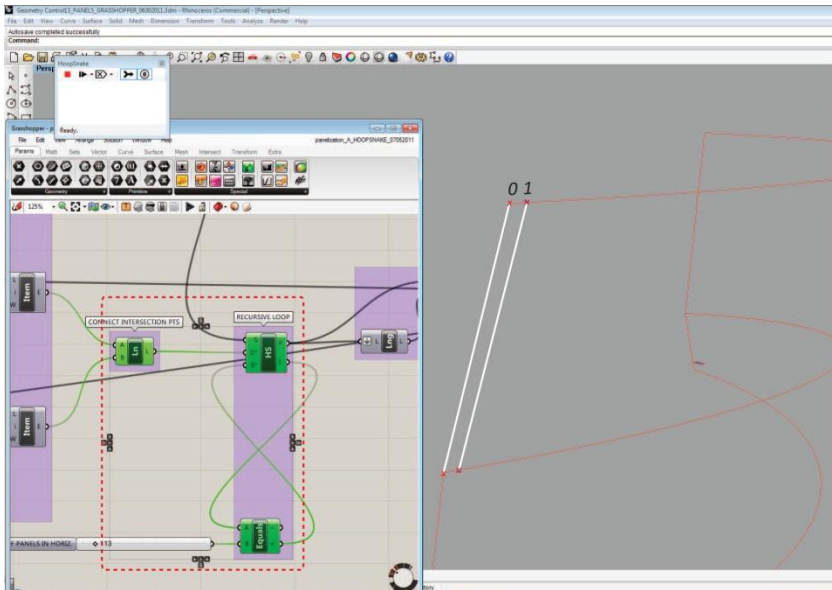 Geometry Control13_PANELS_GRASSHOPPER_06302011.3dm - Rhinoceros (Commercial) - [Perspective]
File Edit View Curve Surface Solid Mesh Dimension Transform Tools Analyze Render Help
Autosave completed successfully
Command:
HoopSnake
Persp
Ready.
Grasshopper - p
panelization_A_HOOPSNAKE_07052011
File Edit View Arrange Solution Window Help
Params Math Sets Vector Curve Surface Mesh Intersect Transform Extra
Geometry Primitive Special
125%
0 1
L
i
W
Item
E
CONNECT INTERSECTION PTS
RECURSIVE LOOP
A
B
Ln
L
S
D*
B*
HS
F
L
Lng
L
L
i
W
Item
E
A
B
Equals
=
PANELS IN HORIZ.
113